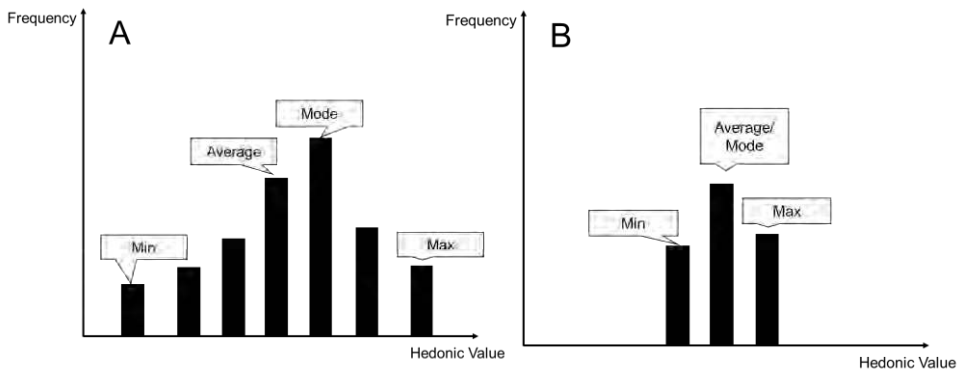 Frequency
A
Mode
Average
Min
Max
Hedonic Value
Frequency
B
Average/
Mode
Min
Max
Hedonic Value